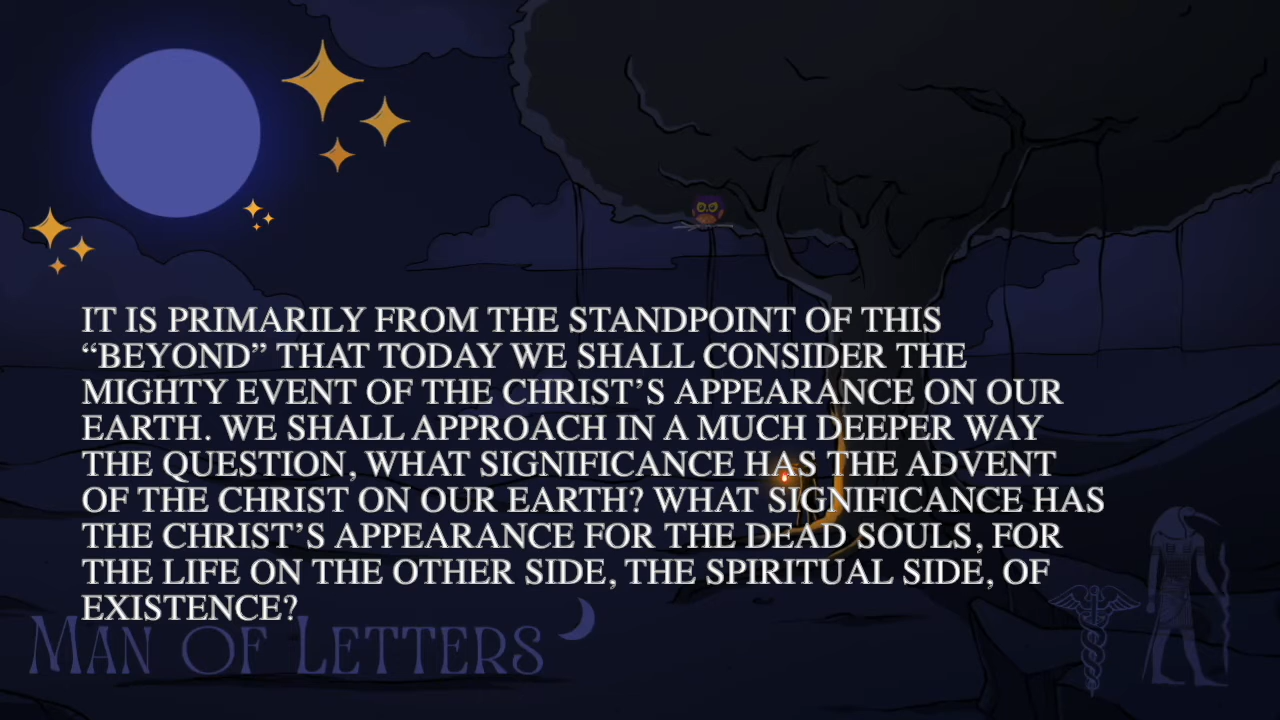 IT IS PRIMARILY FROM THE STANDPOINT OF THIS
“BEYOND” THAT TODAY WE SHALL CONSIDER THE
MIGHTY EVENT OF THE CHRIST’S APPEARANCE ON OUR
EARTH. WE SHALL APPROACH IN A MUCH DEEPER WAY
THE QUESTION, WHAT SIGNIFICANCE HAS THE ADVENT
OF THE CHRIST ON OUR EARTH? WHAT SIGNIFICANCE HAS
THE CHRIST’S APPEARANCE FOR THE DEAD SOULS, FOR
THE LIFE ON THE OTHER SIDE, THE SPIRITUAL SIDE, OF
EXISTENCE?
MAN OF LETTERS